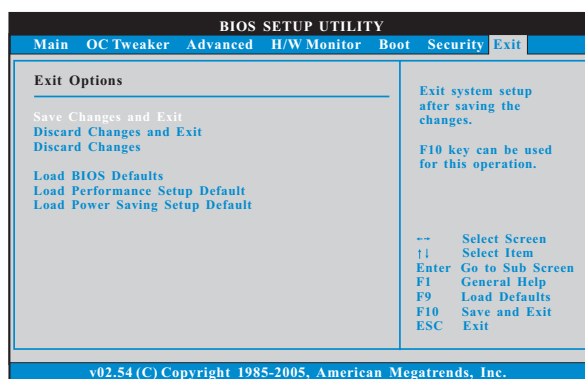 BIOS SETUP UTILITY
Main OC Tweaker Advanced H/W Monitor Boot Security Exit
Exit Options
Save Changes and Exit
Discard Changes and Exit
Discard Changes
Load BIOS Defaults
Load Performance Setup Default
Load Power Saving Setup Default
Exit system setup
after saving the
changes.
F10 key can be used
for this operation.
←→ Select Screen
↑↓ Select Item
Enter Go to Sub Screen
F1 General Help
F9 Load Defaults
F10 Save and Exit
ESC Exit
v02.54 (C) Copyright 1985-2005, American Megatrends, Inc.